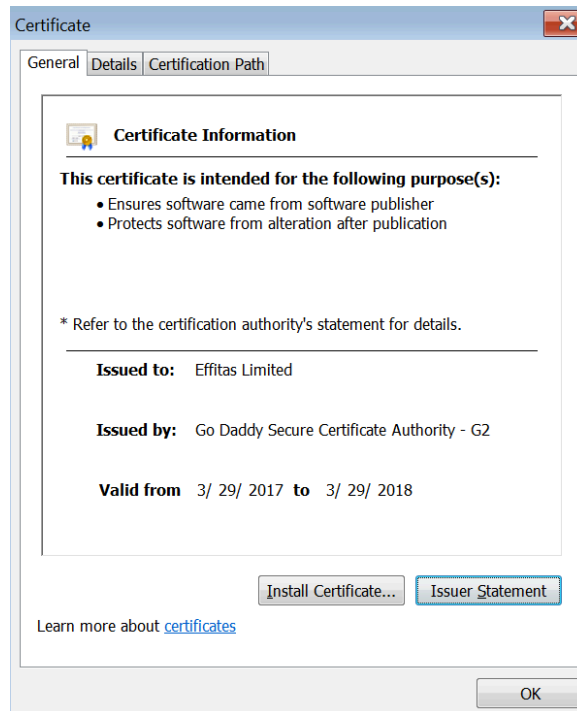 Certificate
General Details Certification Path
Certificate Information
This certificate is intended for the following purpose(s):
• Ensures software came from software publisher
• Protects software from alteration after publication
* Refer to the certification authority's statement for details.
Issued to: Effitas Limited
Issued by: Go Daddy Secure Certificate Authority - G2
Valid from 3/ 29/ 2017 to 3/ 29/ 2018
Install Certificate... Issuer Statement
Learn more about certificates
OK